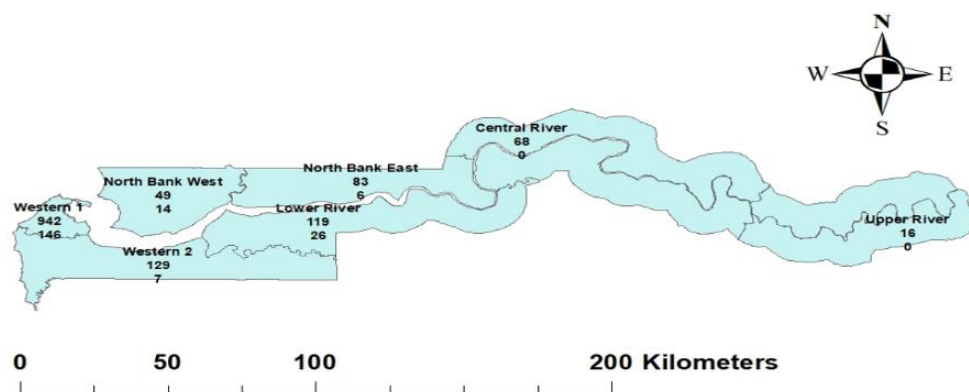 N
W E
S
Central River
68
0
North Bank East
83
6
North Bank West
49
14
Western 1
942
146
Lower River
119
26
Upper River
16
0
Western 2
129
7
0 50 100 200 Kilometers